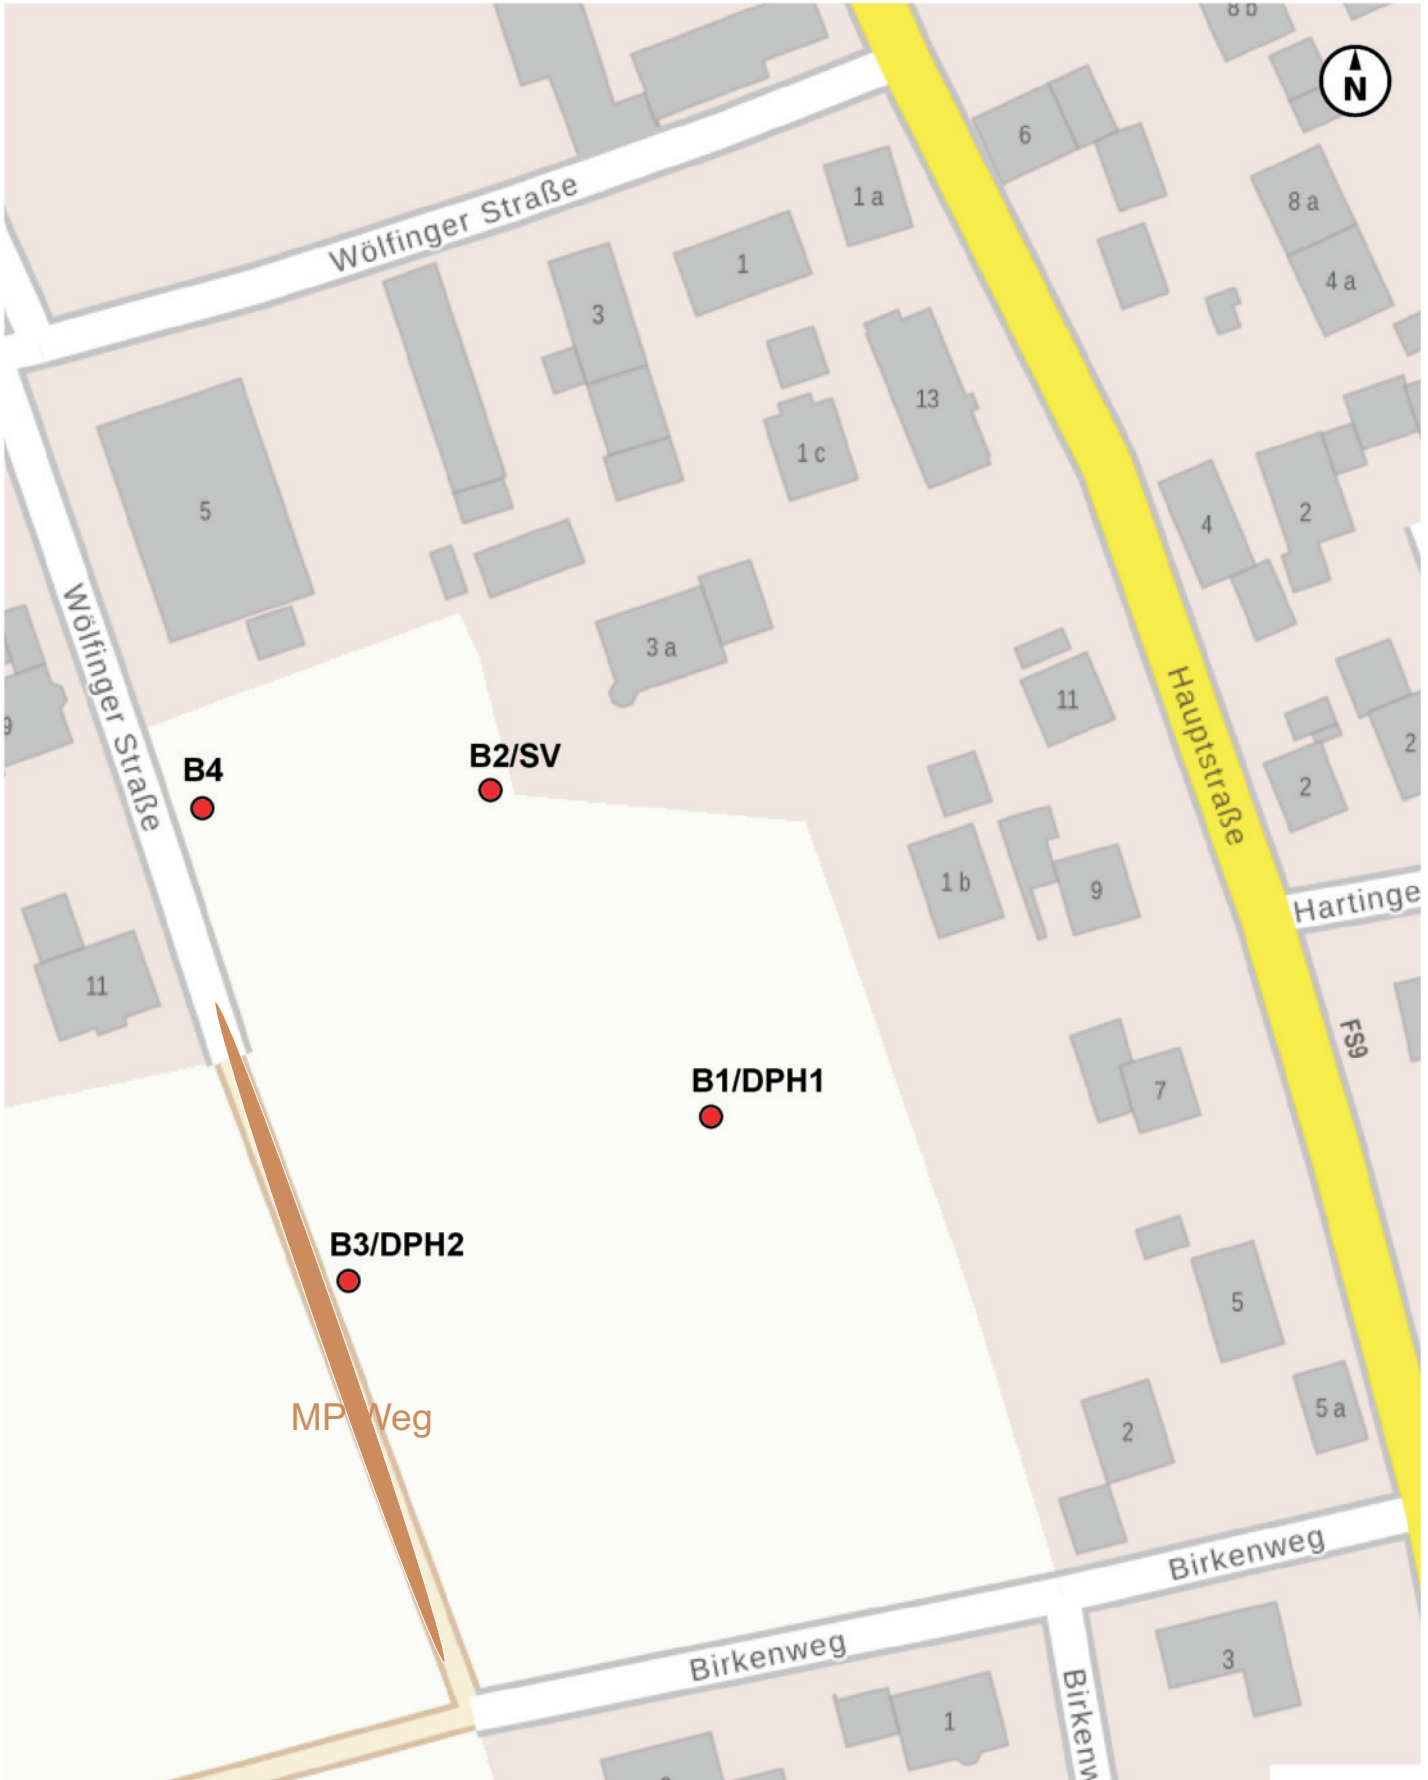 8 b
N
6
1 a
8 a
Wölfinger Straße
1
4 a
3
13
1 c
5
2
4
Wölfinger Straße
3 a
11
Hauptstraße
9
2
B2/SV
B4
2
1 b
9
Hartinge
11
FS9
B1/DPH1
7
B3/DPH2
5
MP Weg
5 a
2
Birkenweg
Birkenweg
3
Birkenw
1